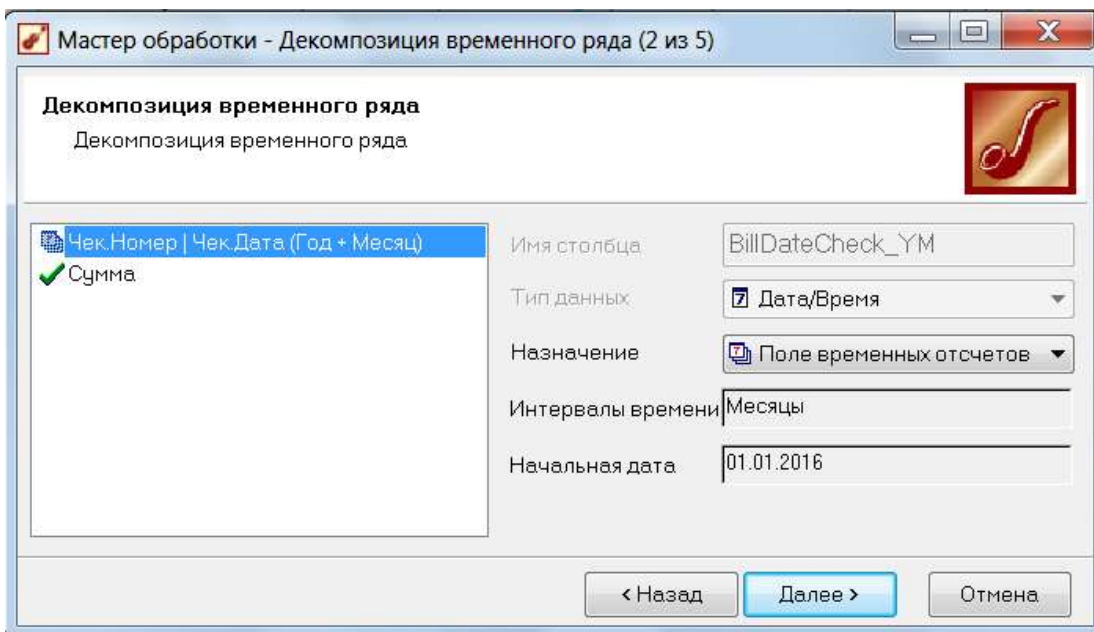 Мастер обработки - Декомпозиция временного ряда (2 из 5)
Декомпозиция временного ряда
Декомпозиция временного ряда
Чек.Номер | Чек.Дата (Год + Месяц)
Сумма
Имя столбца BillDateCheck_YM
Тип данных 7 Дата/Время
Назначение 7 Поле временных отсчетов
Интервалы времени Месяцы
Начальная дата 01.01.2016
< Назад Далее > Отмена